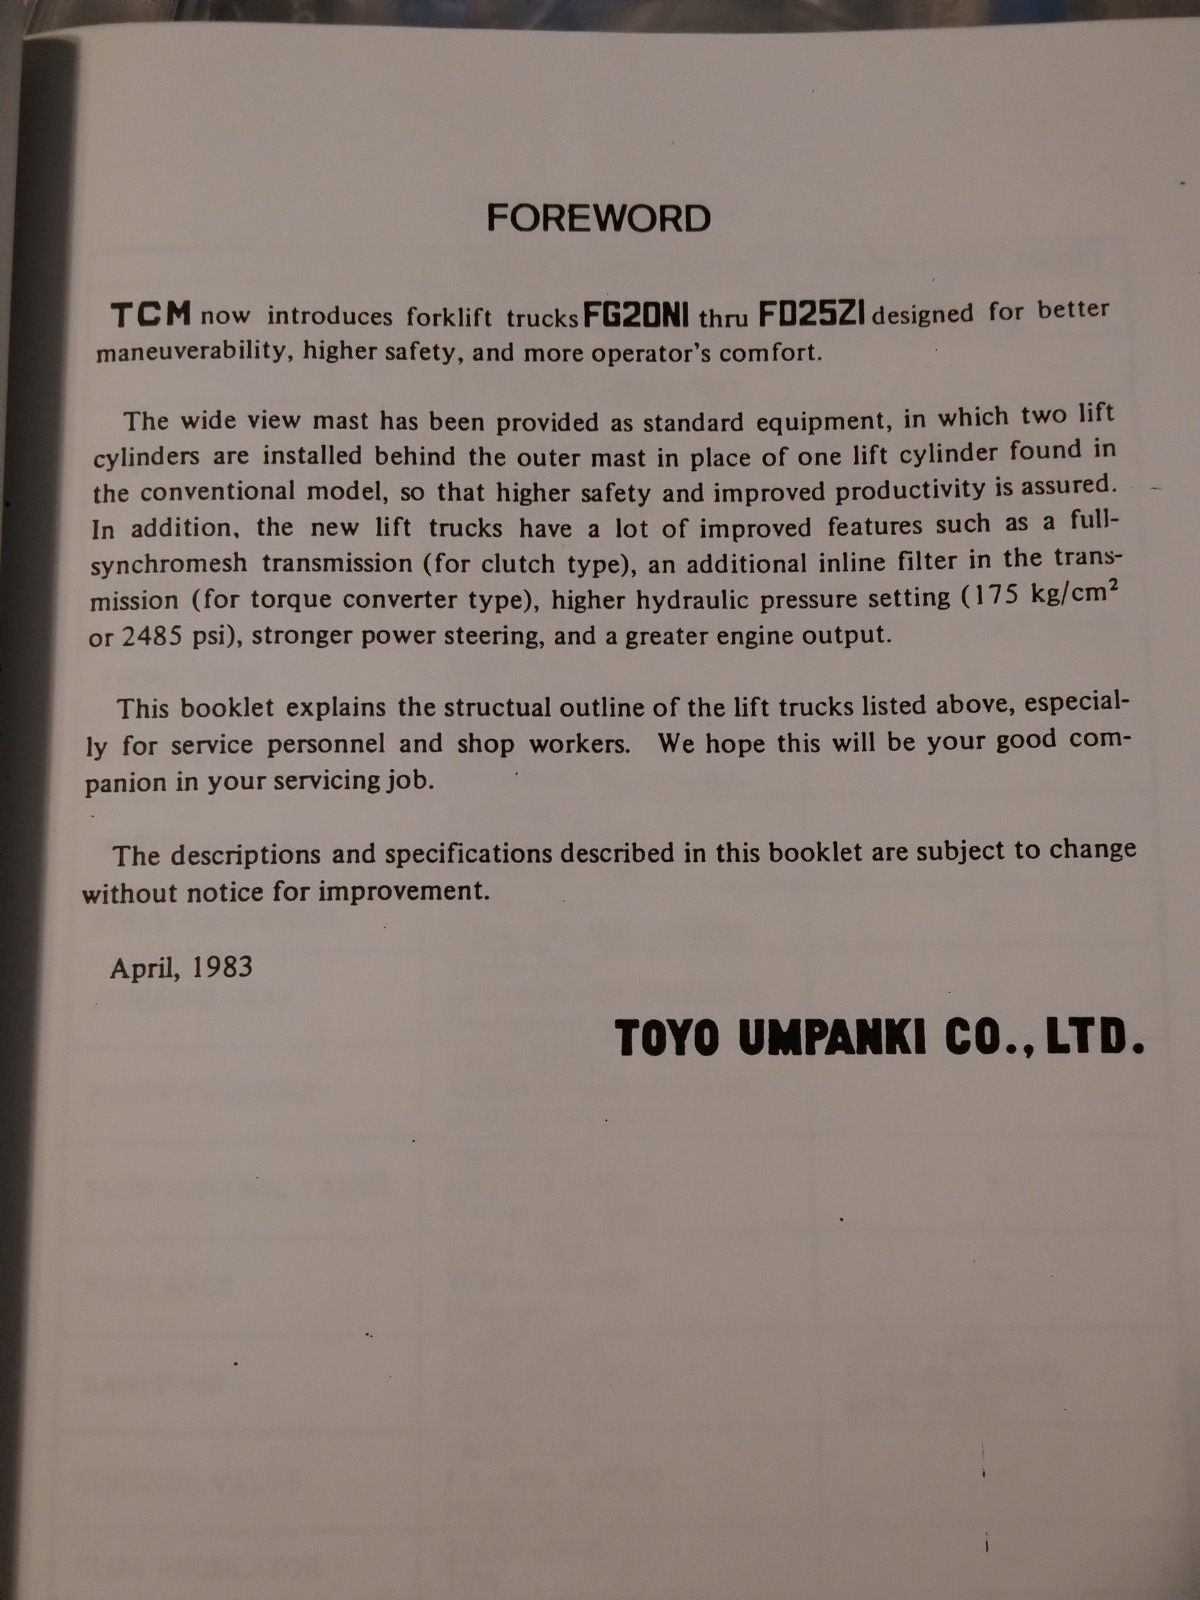 FOREWORD
TCM now introduces forklift trucks FG20NI thru FD25ZI designed for better
maneuverability, higher safety, and more operator's comfort.
The wide view mast has been provided as standard equipment, in which two lift
cylinders are installed behind the outer mast in place of one lift cylinder found in
the conventional model, so that higher safety and improved productivity is assured.
In addition, the new lift trucks have a lot of improved features such as a full-
synchromesh transmission (for clutch type), an additional inline filter in the trans-
mission (for torque converter type), higher hydraulic pressure setting (175 kg/cm²
or 2485 psi), stronger power steering, and a greater engine output.
This booklet explains the structual outline of the lift trucks listed above, especial-
ly for service personnel and shop workers. We hope this will be your good com-
panion in your servicing job.
The descriptions and specifications described in this booklet are subject to change
without notice for improvement.
April, 1983
TOYO UMPANKI CO., LTD.